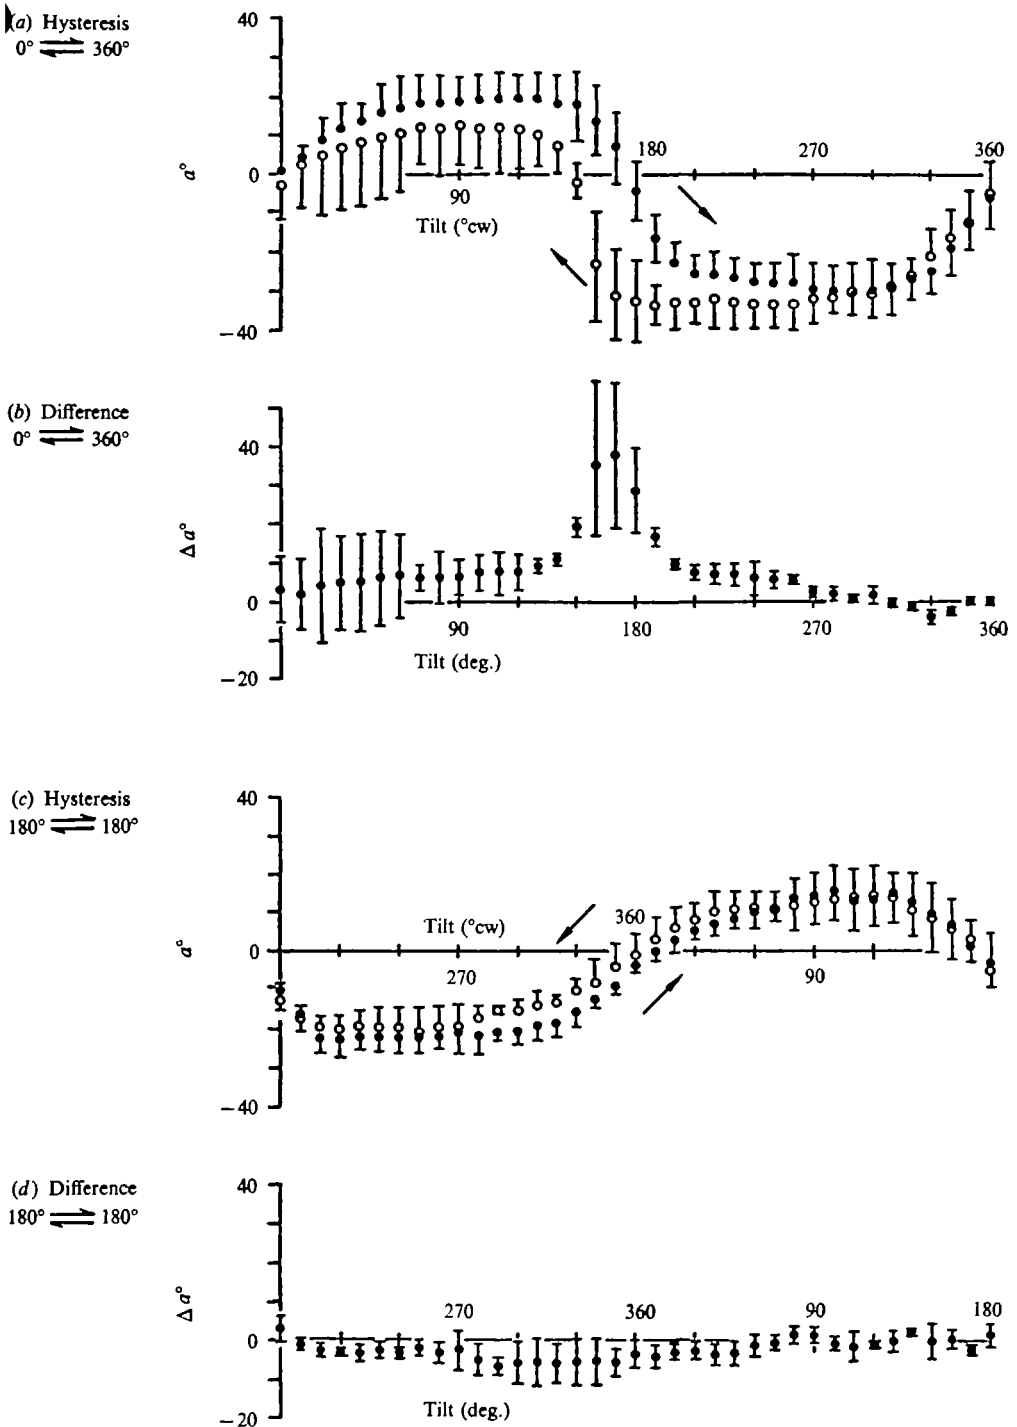 (a) Hysteresis
0° ⇌ 360°
40
0
−40
a°
90
180
270
360
Tilt (°cw)
(b) Difference
0° ⇌ 360°
40
0
−20
Δa°
90
180
270
360
Tilt (deg.)
(c) Hysteresis
180° ⇌ 180°
40
0
−40
a°
Tilt (°cw)
270
360
90
(d) Difference
180° ⇌ 180°
40
0
−20
Δa°
270
360
90
180
Tilt (deg.)